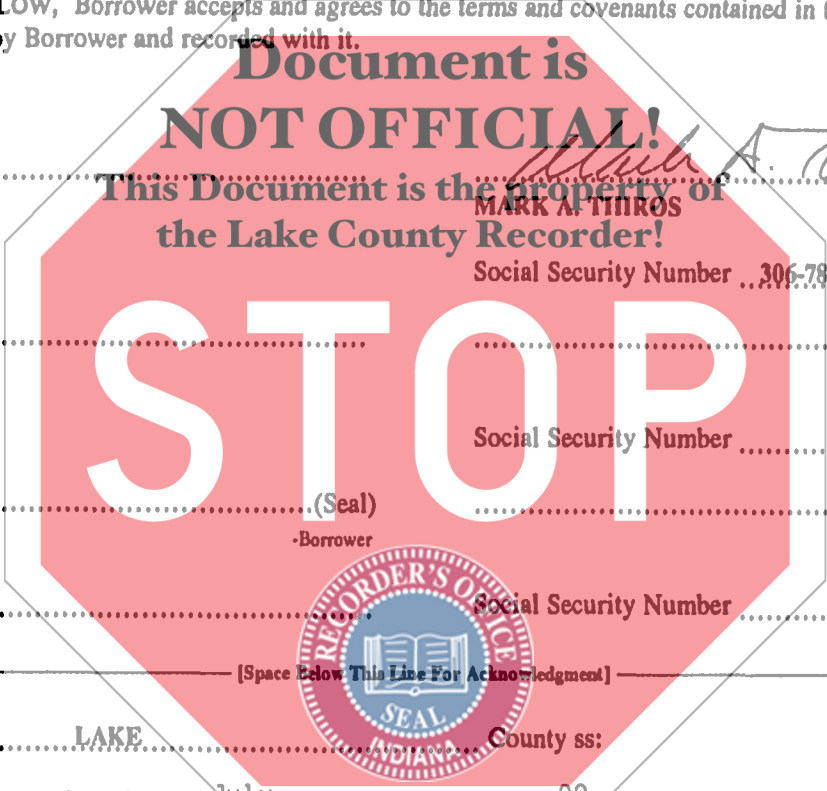 LOW, Borrower accepts and agrees to the terms and covenants contained in
by Borrower and recorded with it.
Document is
NOT OFFICIAL!
This Document is the property of
the Lake County Recorder!
MARK A. THIROS
Social Security Number 306-78
STOP
Social Security Number
(Seal)
-Borrower
Social Security Number
[Space Below This Line For Acknowledgment]
RECORDER'S OFFICE
SEAL
INDIANA
LAKE County ss: